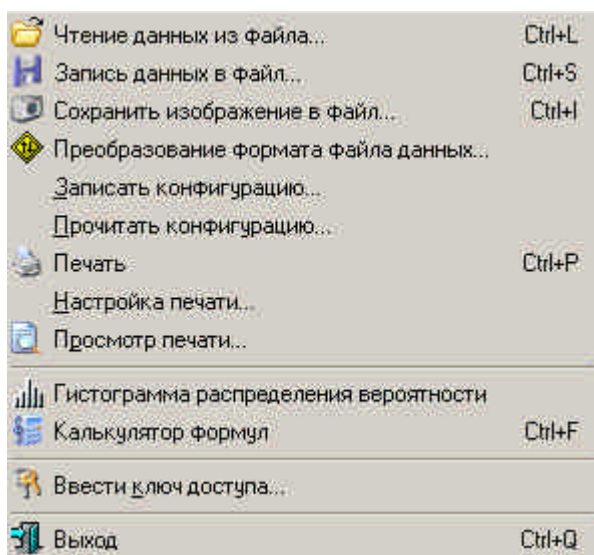 Чтение данных из файла... Ctrl+L
Запись данных в файл... Ctrl+S
Сохранить изображение в файл... Ctrl+I
Преобразование формата файла данных...
Записать конфигурацию...
Прочитать конфигурацию...
Печать Ctrl+P
Настройка печати...
Просмотр печати...
Гистограмма распределения вероятности
Калькулятор формул Ctrl+F
Ввести ключ доступа...
Выход Ctrl+Q